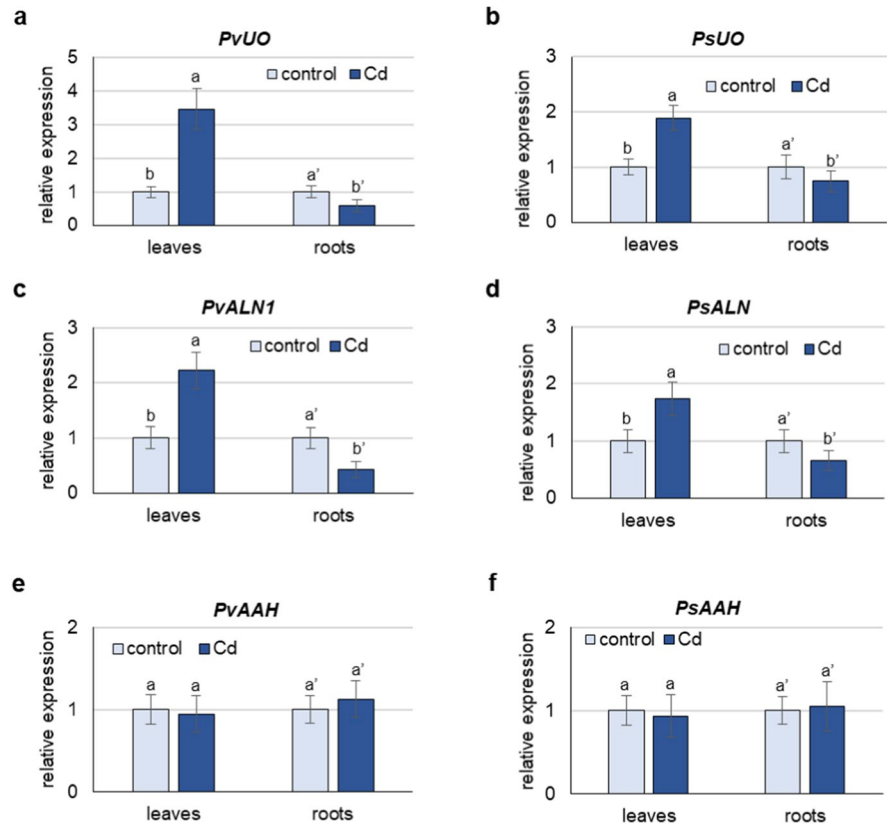 a
PvUO
relative expression
5
4
3
2
1
0
control Cd
b a a’ b’
leaves roots
b
PsUO
relative expression
3
2
1
0
control Cd
b a a’ b’
leaves roots
c
PvALN1
relative expression
3
2
1
0
control Cd
b a a’ b’
leaves roots
d
PsALN
relative expression
3
2
1
0
control Cd
b a a’ b’
leaves roots
e
PvAAH
relative expression
2
1
0
control Cd
a a a’ a’
leaves roots
f
PsAAH
relative expression
2
1
0
control Cd
a a a’ a’
leaves roots